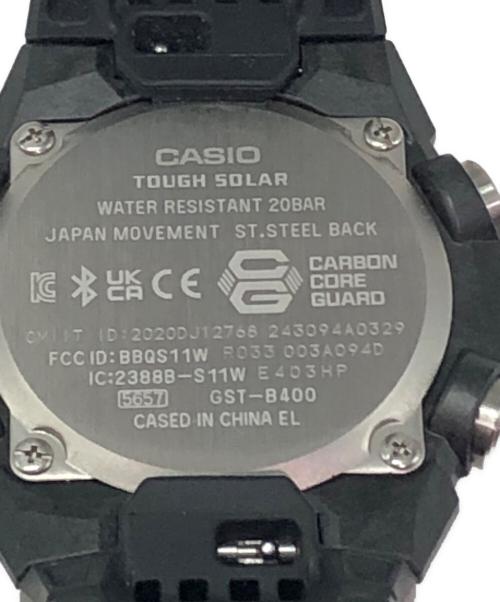 CASIO
TOUGH SOLAR
WATER RESISTANT 20BAR
JAPAN MOVEMENT ST.STEEL BACK
UK CA CE CG CARBON CORE GUARD
CMIIT ID:2020DJ12768 243094A0329
FCC ID:BBQS11W R033 003A094D
IC:2388B-S11W E403HP
5657 GST-B400
CASED IN CHINA EL